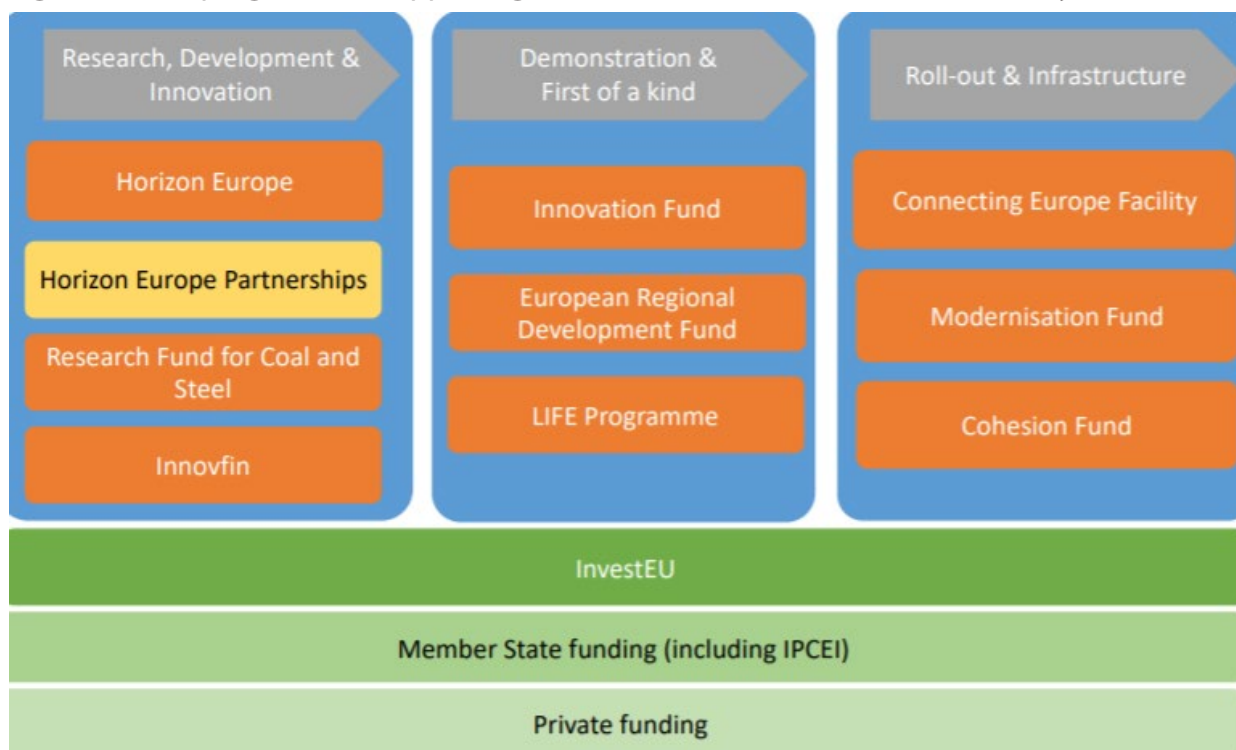 Research, Development &
Innovation
Horizon Europe
Horizon Europe Partnerships
Research Fund for Coal and
Steel
Innovfin
Demonstration &
First of a kind
Innovation Fund
European Regional
Development Fund
LIFE Programme
Roll-out & Infrastructure
Connecting Europe Facility
Modernisation Fund
Cohesion Fund
InvestEU
Member State funding (including IPCEI)
Private funding